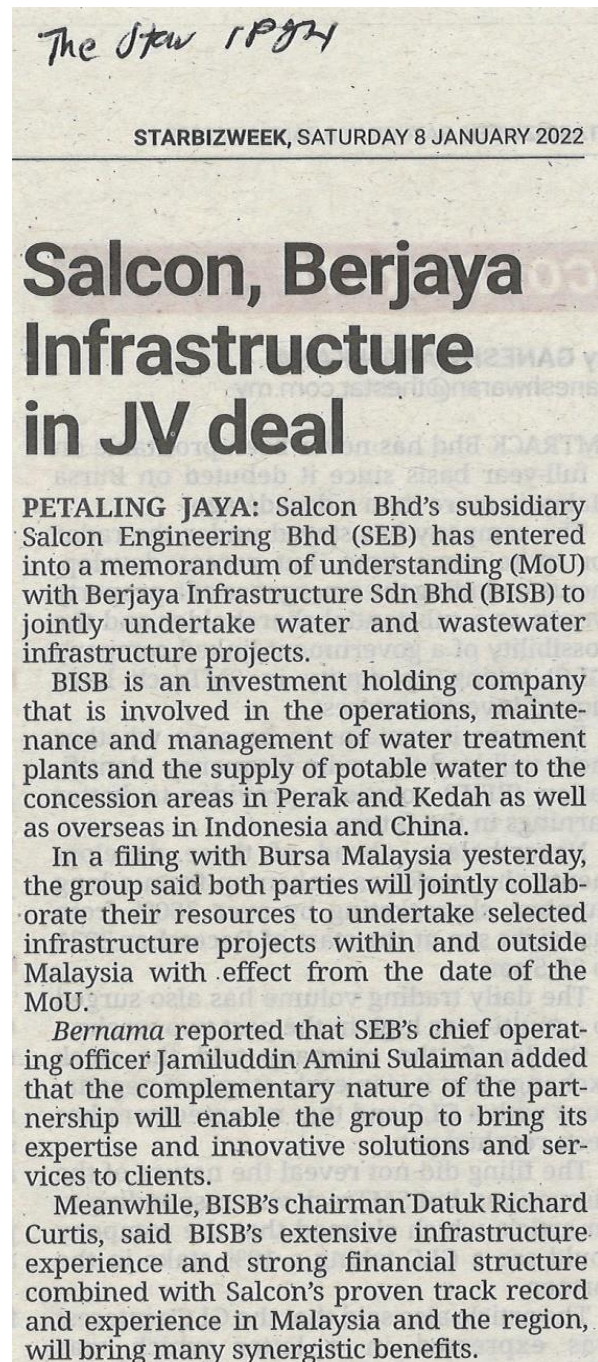 The Star
STARBIZWEEK, SATURDAY 8 JANUARY 2022
Salcon, Berjaya
Infrastructure
in JV deal
PETALING JAYA: Salcon Bhd's subsidiary
Salcon Engineering Bhd (SEB) has entered
into a memorandum of understanding (MoU)
with Berjaya Infrastructure Sdn Bhd (BISB) to
jointly undertake water and wastewater
infrastructure projects.
BISB is an investment holding company
that is involved in the operations, mainte-
nance and management of water treatment
plants and the supply of potable water to the
concession areas in Perak and Kedah as well
as overseas in Indonesia and China.
In a filing with Bursa Malaysia yesterday,
the group said both parties will jointly collab-
orate their resources to undertake selected
infrastructure projects within and outside
Malaysia with effect from the date of the
MoU.
Bernama reported that SEB's chief operat-
ing officer Jamiluddin Amini Sulaiman added
that the complementary nature of the part-
nership will enable the group to bring its
expertise and innovative solutions and ser-
vices to clients.
Meanwhile, BISB's chairman Datuk Richard
Curtis, said BISB's extensive infrastructure
experience and strong financial structure
combined with Salcon's proven track record
and experience in Malaysia and the region,
will bring many synergistic benefits.